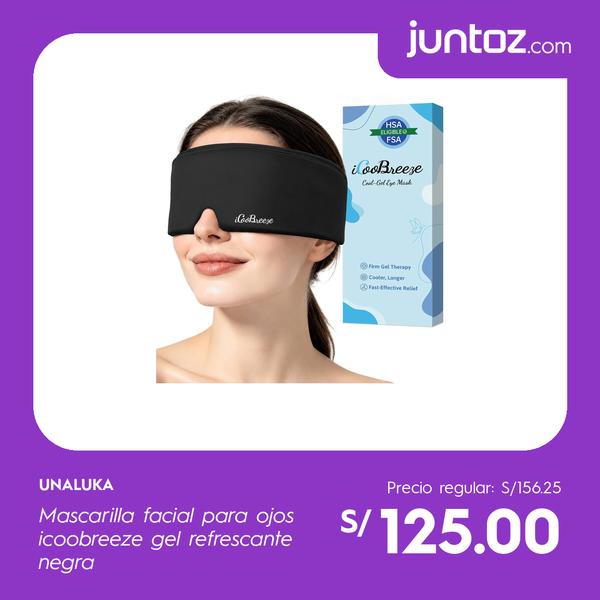 juntoz.com
HSA
ELIGIBLE
FSA
iCooBreeze
Cool-Gel Eye Mask
iCooBreeze
Firm Gel Therapy
Cooler, Longer
Fast-Effective Relief
UNALUKA
Mascarilla facial para ojos
icoobreeze gel refrescante
negra
Precio regular: S/156.25
S/125.00